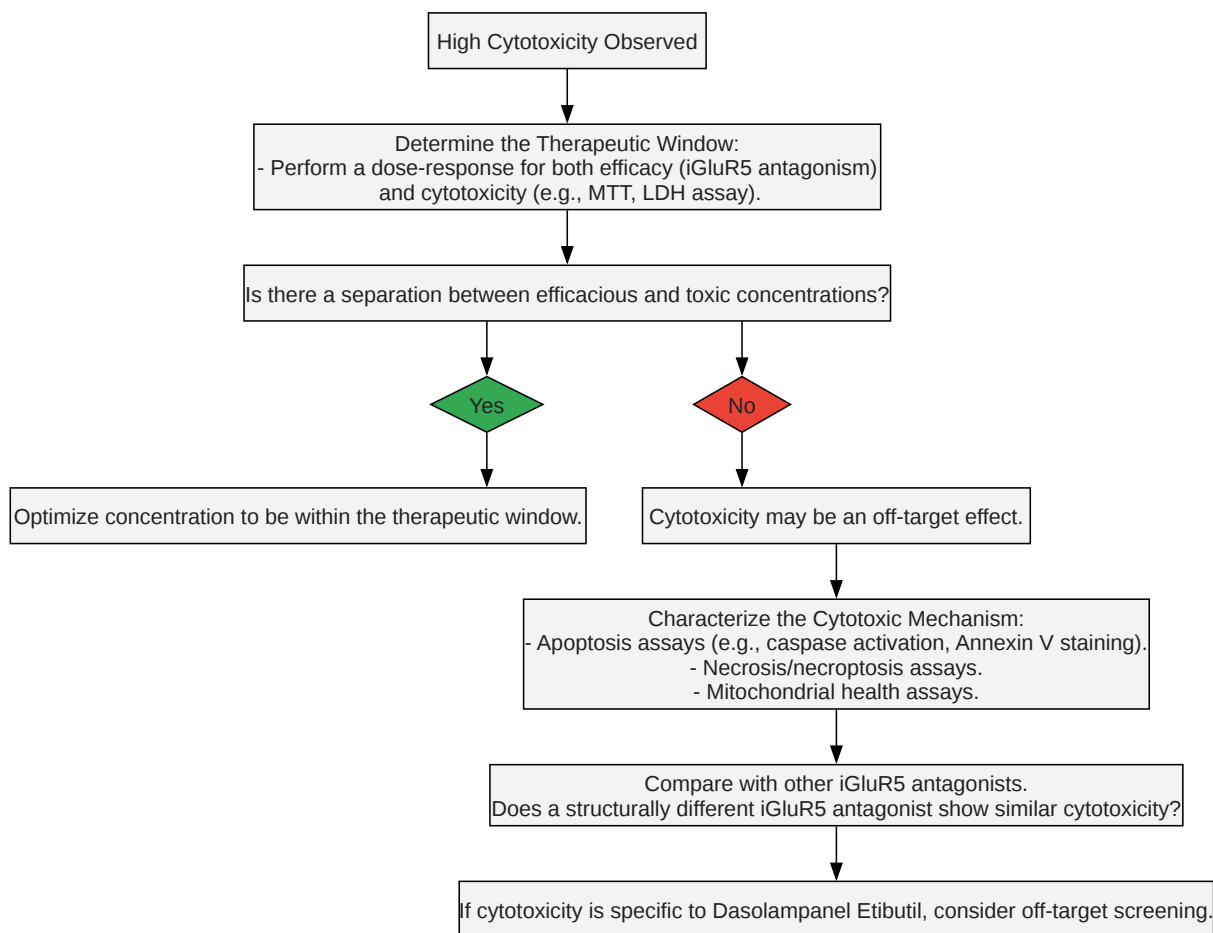 High Cytotoxicity Observed
Determine the Therapeutic Window:
- Perform a dose-response for both efficacy (iGluR5 antagonism)
and cytotoxicity (e.g., MTT, LDH assay).
Is there a separation between efficacious and toxic concentrations?
Yes
No
Optimize concentration to be within the therapeutic window.
Cytotoxicity may be an off-target effect.
Characterize the Cytotoxic Mechanism:
- Apoptosis assays (e.g., caspase activation, Annexin V staining).
- Necrosis/necroptosis assays.
- Mitochondrial health assays.
Compare with other iGluR5 antagonists.
Does a structurally different iGluR5 antagonist show similar cytotoxicity?
If cytotoxicity is specific to Dasolampanel Etibutil, consider off-target screening.